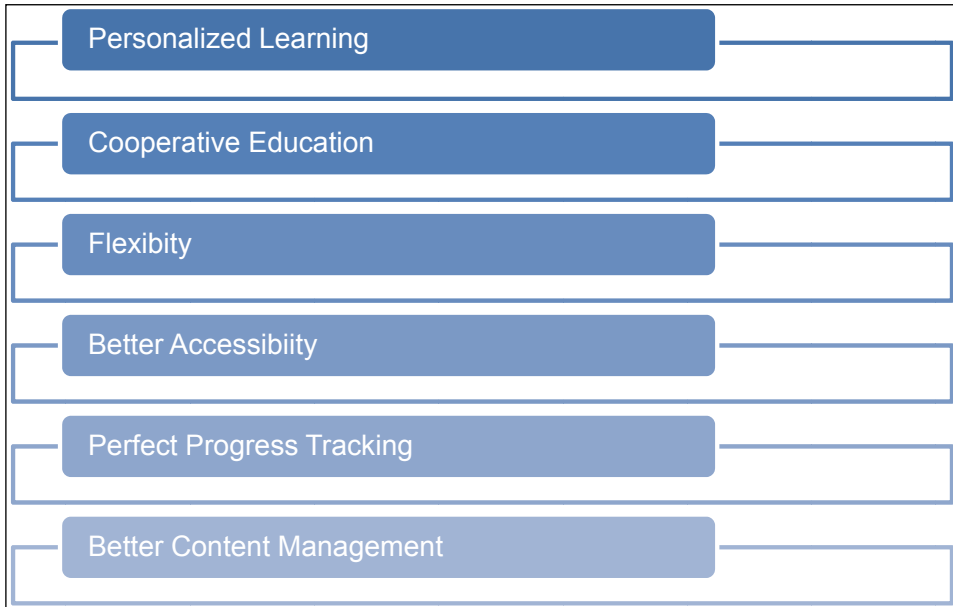 Personalized Learning
Cooperative Education
Flexibity
Better Accessibiity
Perfect Progress Tracking
Better Content Management